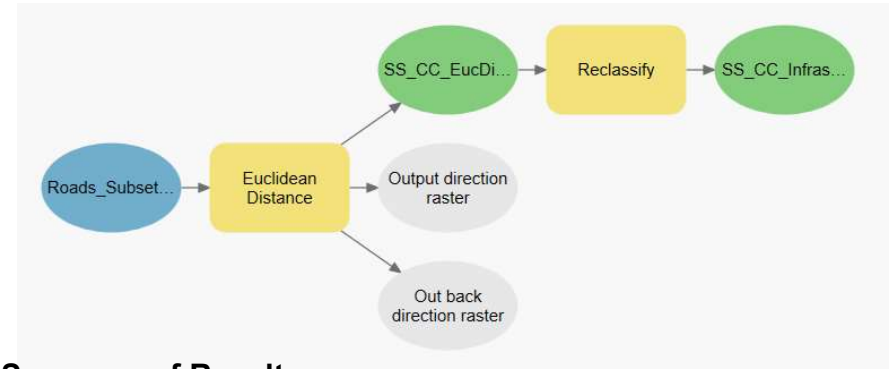 SS_CC_EucDi...
Reclassify
SS_CC_Infras...
Roads_Subset...
Euclidean
Distance
Output direction
raster
Out back
direction raster